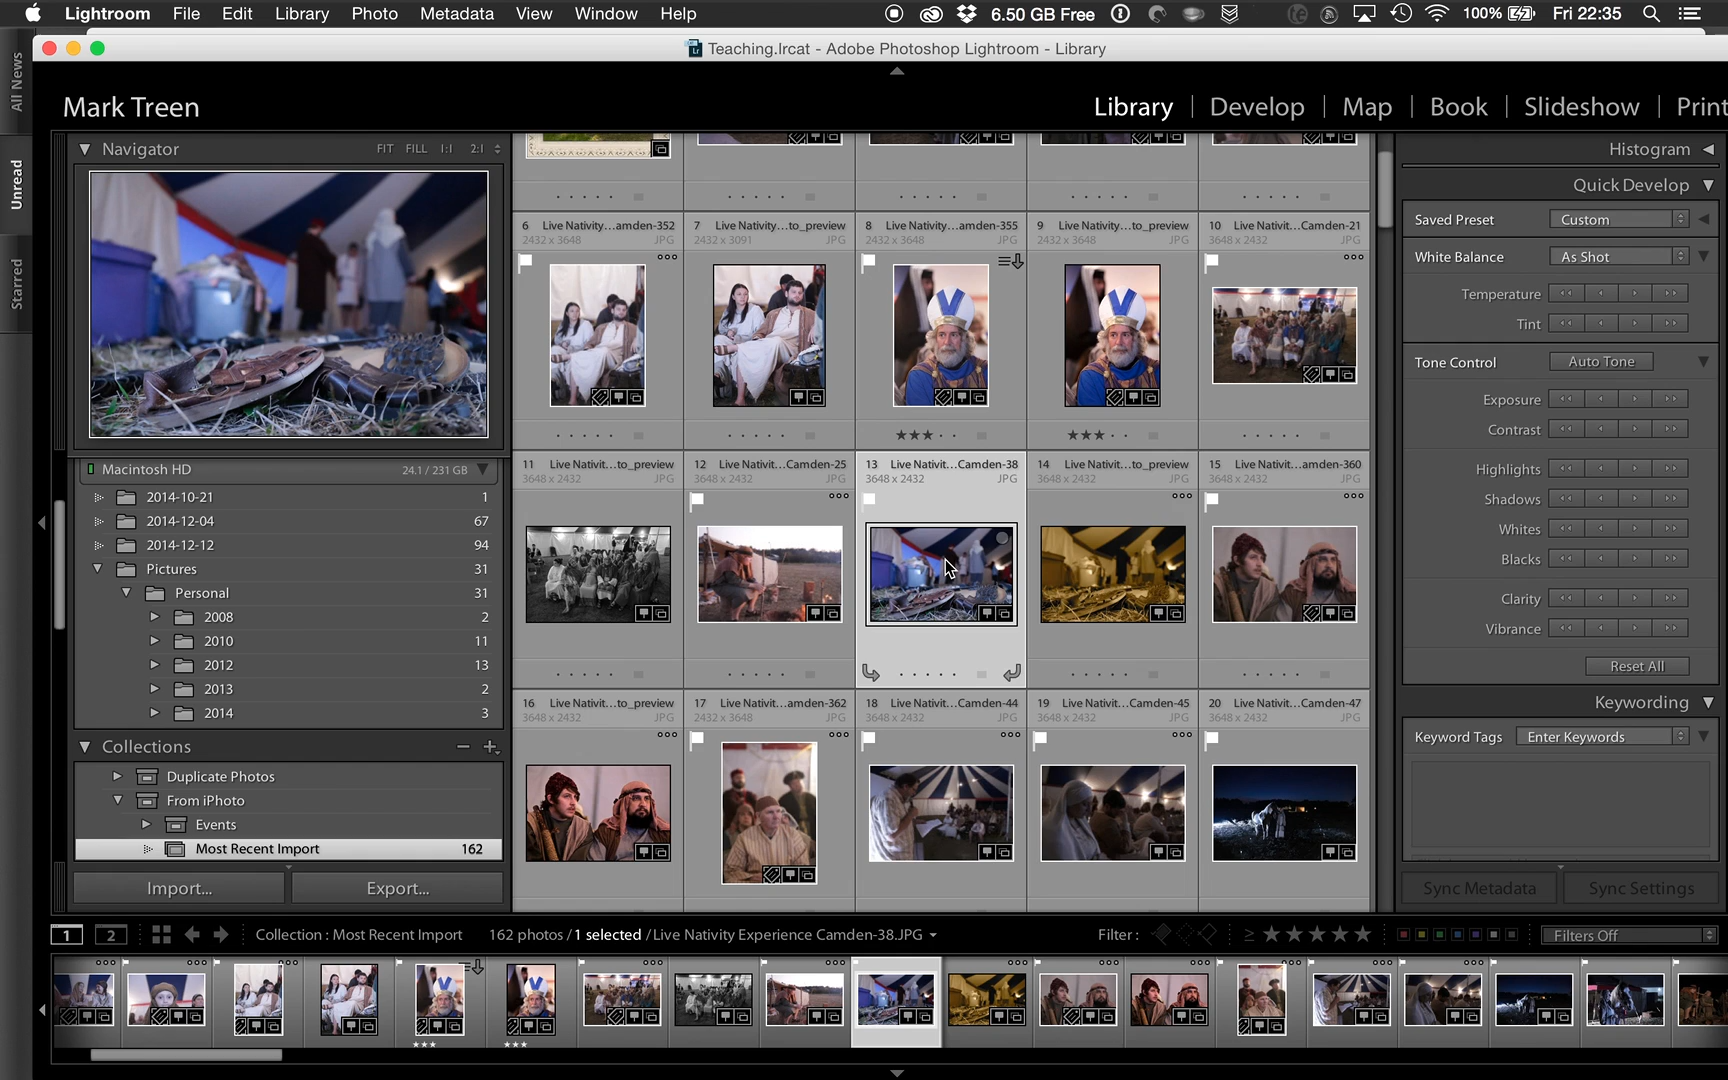 Lightroom File Edit Library Photo Metadata View Window Help 6.50 GB Free 100% Fri 22:35
Teaching.lrcat - Adobe Photoshop Lightroom - Library
All News
Unread
Starred
Mark Treen
Library | Develop | Map | Book | Slideshow | Print
Navigator FIT FILL 1:1 2:1
Macintosh HD 24.1 / 231 GB
2014-10-21 1
2014-12-04 67
2014-12-12 94
Pictures 31
Personal 31
2008 2
2010 11
2012 13
2013 2
2014 3
Collections
Duplicate Photos
From iPhoto
Events
Most Recent Import 162
Import... Export...
6 Live Nativity...amden-352
2432 x 3648 JPG
7 Live Nativity...to_preview
2432 x 3091 JPG
8 Live Nativity...amden-355
2432 x 3648 JPG
9 Live Nativity...to_preview
2432 x 3648 JPG
10 Live Nativit...Camden-21
3648 x 2432 JPG
11 Live Nativit...to_preview
3648 x 2432 JPG
12 Live Nativit...Camden-25
3648 x 2432 JPG
13 Live Nativit...Camden-38
3648 x 2432 JPG
14 Live Nativit...to_preview
3648 x 2432 JPG
15 Live Nativit...amden-360
3648 x 2432 JPG
16 Live Nativit...to_preview
3648 x 2432 JPG
17 Live Nativit...amden-362
2432 x 3648 JPG
18 Live Nativit...Camden-44
3648 x 2432 JPG
19 Live Nativit...Camden-45
3648 x 2432 JPG
20 Live Nativit...Camden-47
3648 x 2432 JPG
Histogram
Quick Develop
Saved Preset Custom
White Balance As Shot
Temperature
Tint
Tone Control Auto Tone
Exposure
Contrast
Highlights
Shadows
Whites
Blacks
Clarity
Vibrance
Reset All
Keywording
Keyword Tags Enter Keywords
Sync Metadata Sync Settings
1 2 Collection : Most Recent Import 162 photos / 1 selected / Live Nativity Experience Camden-38.JPG Filter : ≥ Filters Off